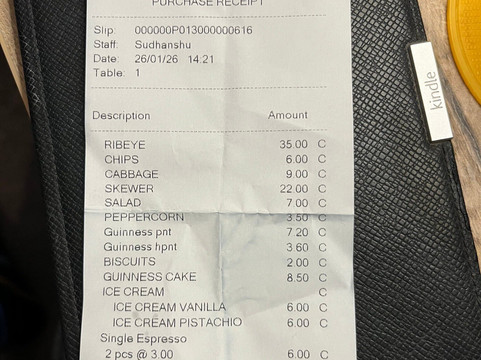 PURCHASE RECEIPT
Slip: 000000P013000000616
Staff: Sudhanshu
Date: 26/01/26 14:21
Table: 1
Description Amount
RIBEYE 35.00 C
CHIPS 6.00 C
CABBAGE 9.00 C
SKEWER 22.00 C
SALAD 7.00 C
PEPPERCORN 3.50 C
Guinness pnt 7.20 C
Guinness hpnt 3.60 C
BISCUITS 2.00 C
GUINNESS CAKE 8.50 C
ICE CREAM C
ICE CREAM VANILLA 6.00 C
ICE CREAM PISTACHIO 6.00 C
Single Espresso
2 pcs @ 3.00 6.00 C
kindle